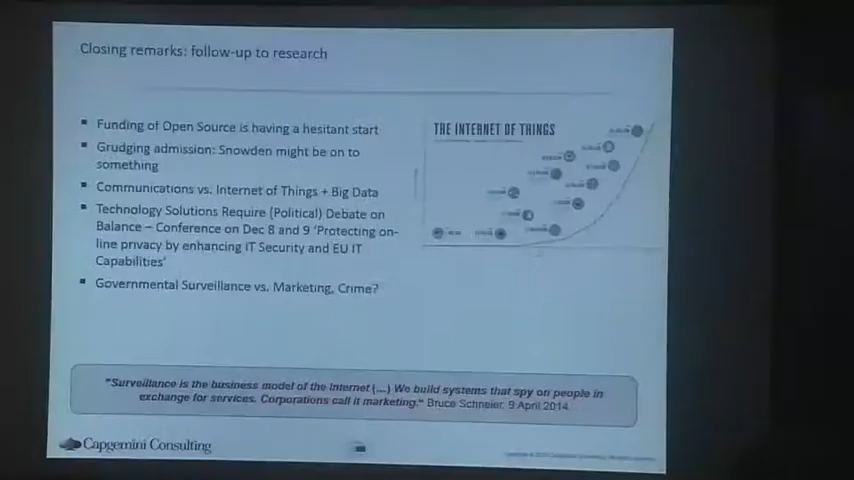 Closing remarks: follow-up to research
Funding of Open Source is having a hesitant start
Grudging admission: Snowden might be on to
something
Communications vs. Internet of Things + Big Data
Technology Solutions Require (Political) Debate on
Balance – Conference on Dec 8 and 9 'Protecting on-
line privacy by enhancing IT Security and EU IT
Capabilities'
Governmental Surveillance vs. Marketing, Crime?
THE INTERNET OF THINGS
"Surveillance is the business model of the Internet (...) We build systems that spy on people in
exchange for services. Corporations call it marketing." Bruce Schneier, 9 April 2014.
Capgemini Consulting